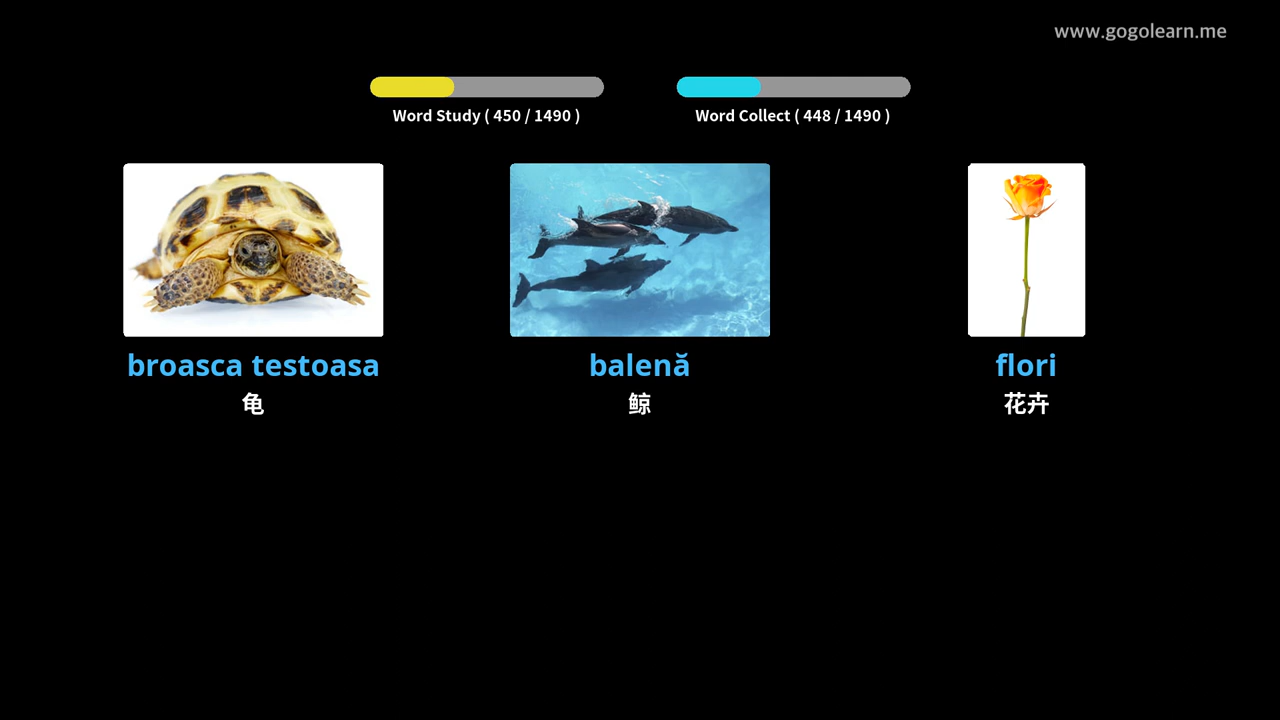 www.gogolearn.me
Word Study ( 450 / 1490 )
Word Collect ( 448 / 1490 )
broasca testoasa
龟
balenă
鲸
flori
花卉